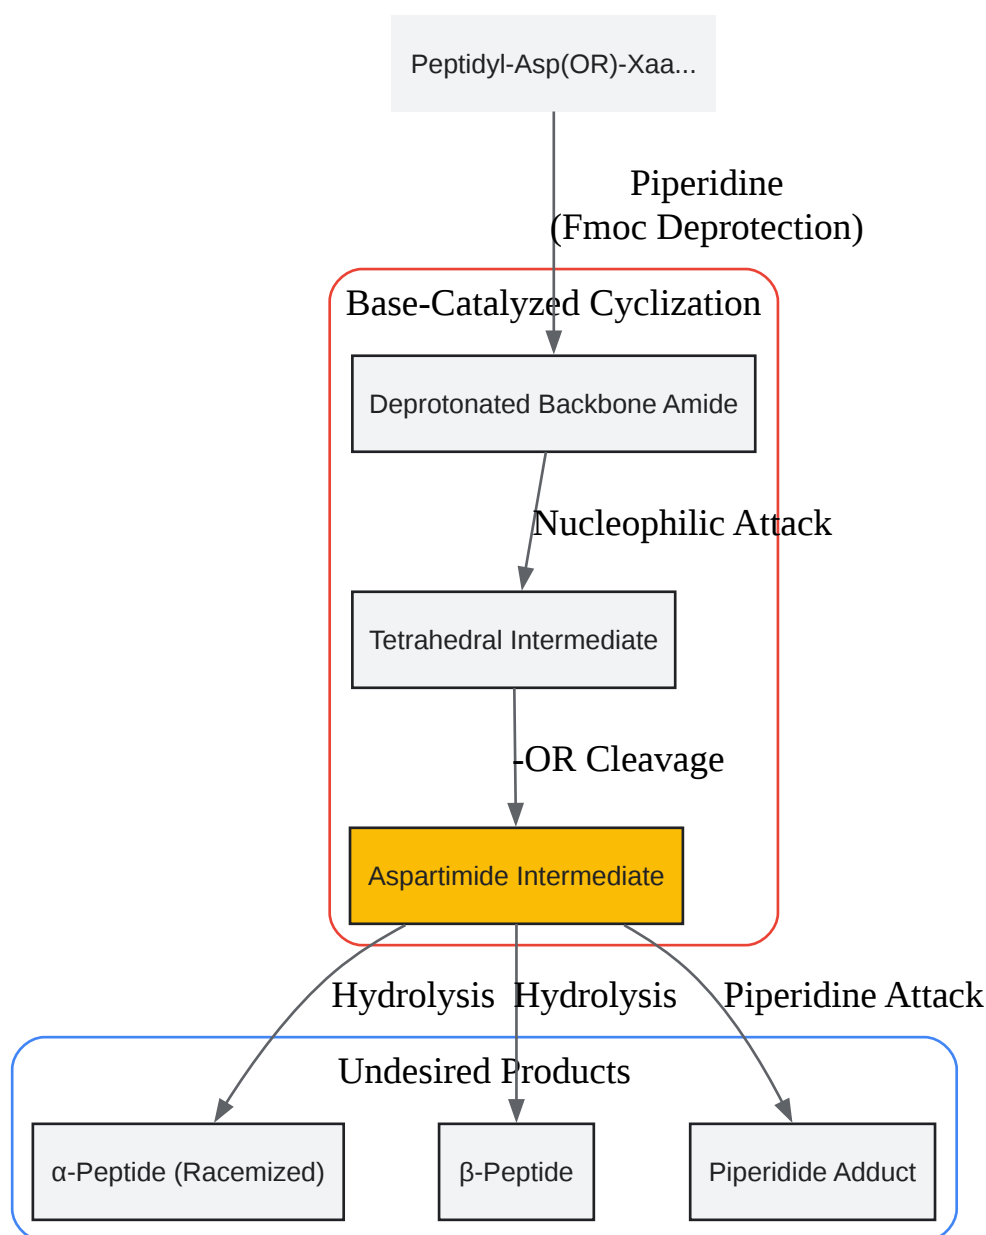 Peptidyl-Asp(OR)-Xaa...
Piperidine
(Fmoc Deprotection)
Base-Catalyzed Cyclization
Deprotonated Backbone Amide
Nucleophilic Attack
Tetrahedral Intermediate
-OR Cleavage
Aspartimide Intermediate
Hydrolysis
Hydrolysis
Piperidine Attack
Undesired Products
α-Peptide (Racemized)
β-Peptide
Piperidide Adduct